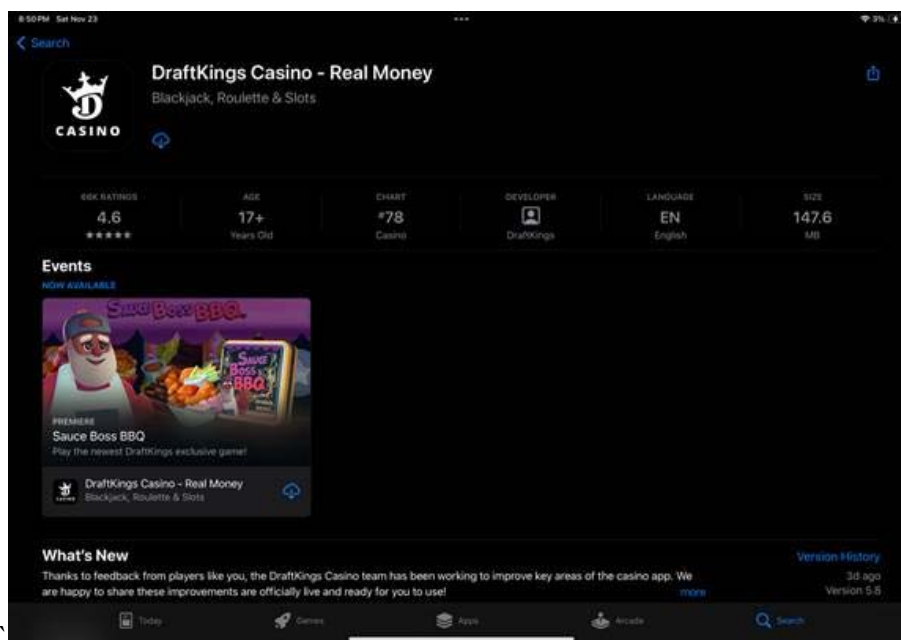 8:50 PM Sat Nov 23
3%
Search
DraftKings Casino - Real Money
Blackjack, Roulette & Slots
CASINO
66K RATINGS
AGE
CHART
DEVELOPER
LANGUAGE
SIZE
4.6
17+
#78
EN
147.6
Years Old
Casino
DraftKings
English
MB
Events
NOW AVAILABLE
Sauce Boss BBQ
SAUCE
BOSS
BBQ
PREMIERE
Sauce Boss BBQ
Play the newest DraftKings exclusive game!
CASINO
DraftKings Casino - Real Money
Blackjack, Roulette & Slots
What's New
Version History
Thanks to feedback from players like you, the DraftKings Casino team has been working to improve key areas of the casino app. We
are happy to share these improvements are officially live and ready for you to use!
more
3d ago
Version 5.8
Today
Games
Apps
Arcade
Search